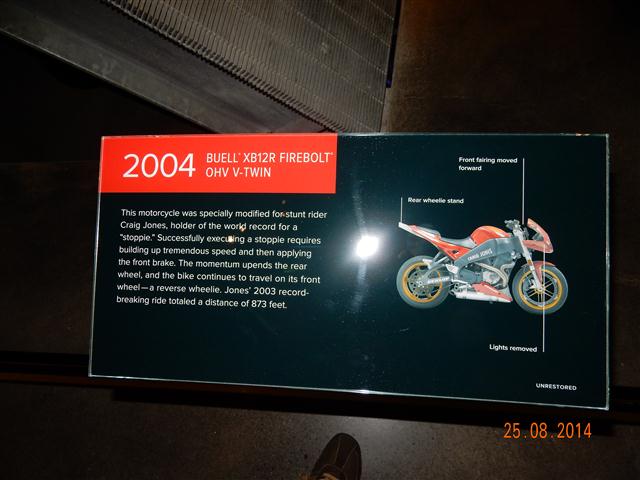 2004
BUELL® XB12R FIREBOLT®
OHV V-TWIN
This motorcycle was specially modified for stunt rider
Craig Jones, holder of the world record for a
"stoppie." Successfully executing a stoppie requires
building up tremendous speed and then applying
the front brake. The momentum upends the rear
wheel, and the bike continues to travel on its front
wheel—a reverse wheelie. Jones' 2003 record-
breaking ride totaled a distance of 873 feet.
Front fairing moved
forward
Rear wheelie stand
CRAIG JONES
Lights removed
UNRESTORED
25.08.2014